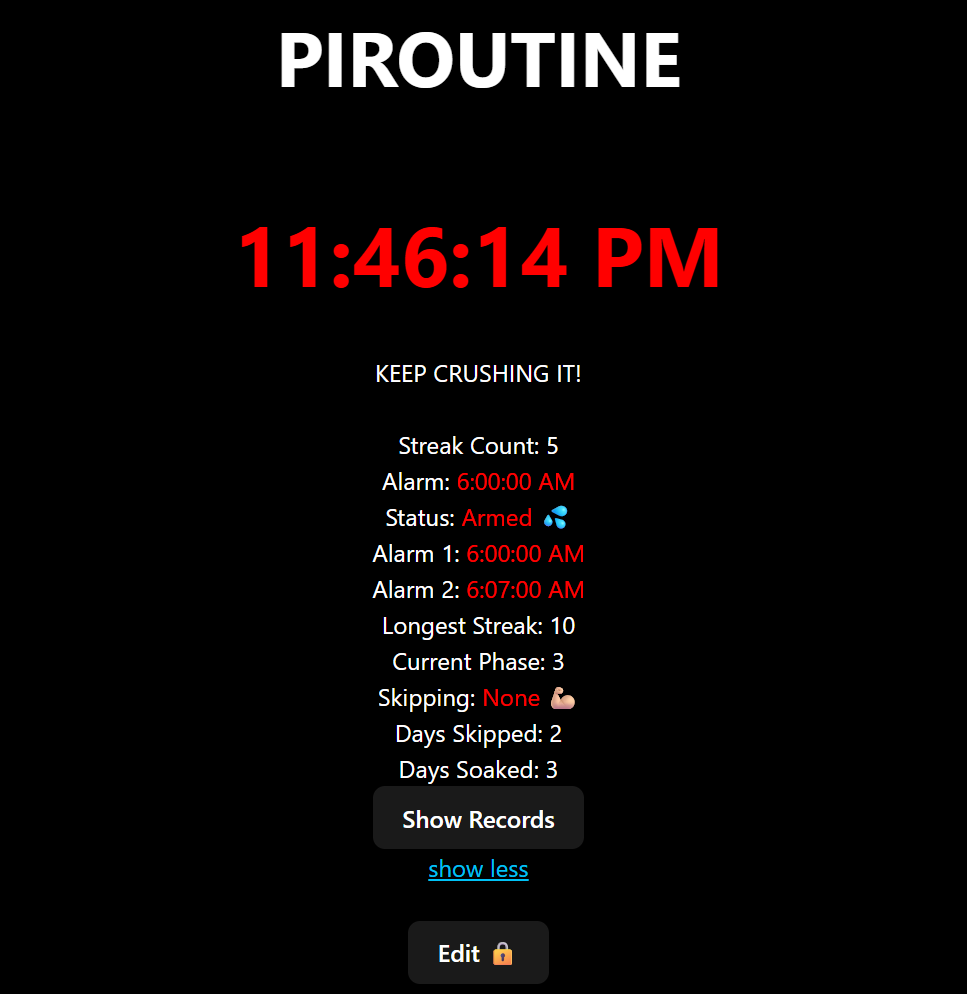 PIROUTINE
11:46:14 PM
KEEP CRUSHING IT!
Streak Count: 5
Alarm: 6:00:00 AM
Status: Armed 💦
Alarm 1: 6:00:00 AM
Alarm 2: 6:07:00 AM
Longest Streak: 10
Current Phase: 3
Skipping: None 💪🏼
Days Skipped: 2
Days Soaked: 3
Show Records
show less
Edit 🔒